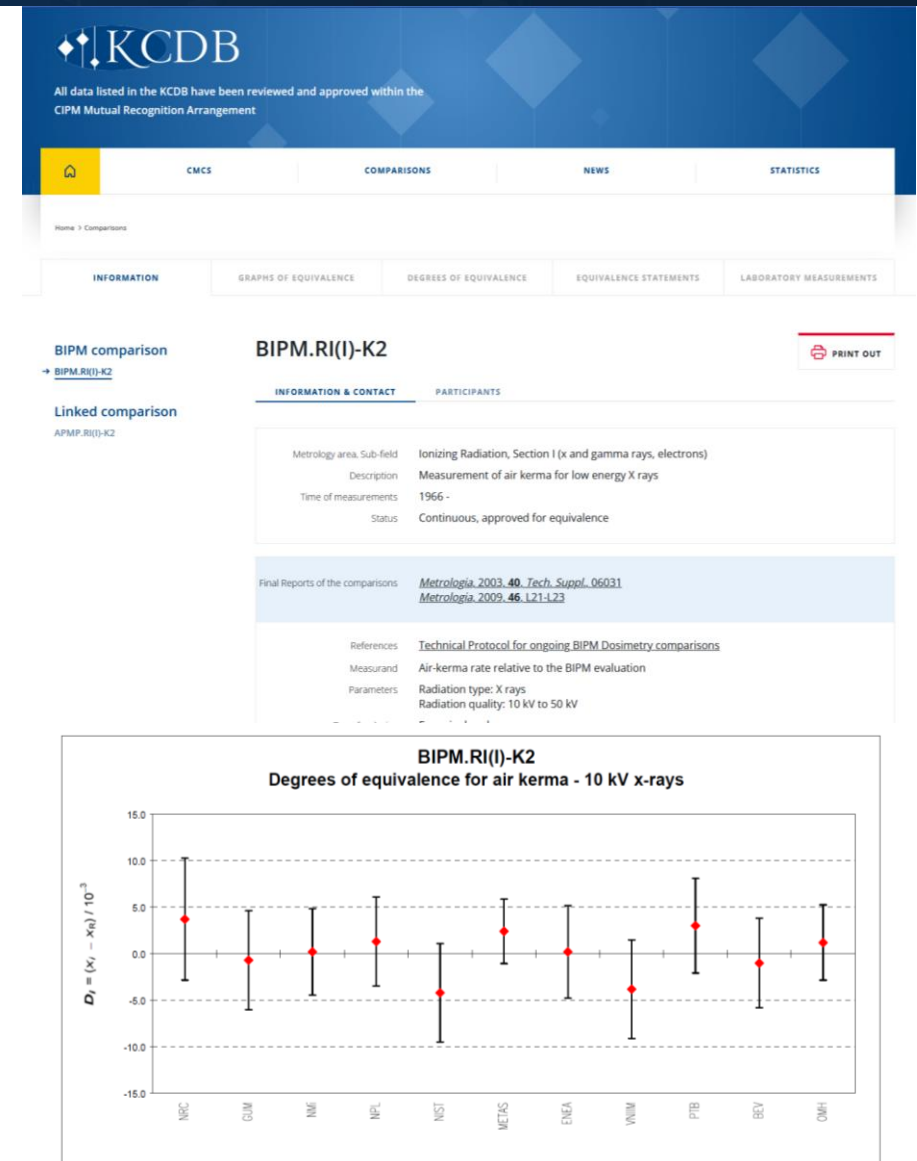 KCDB
All data listed in the KCDB have been reviewed and approved within the
CIPM Mutual Recognition Arrangement
CMCS COMPARISONS NEWS STATISTICS
Home > Comparisons
INFORMATION GRAPHS OF EQUIVALENCE DEGREES OF EQUIVALENCE EQUIVALENCE STATEMENTS LABORATORY MEASUREMENTS
BIPM comparison
→ BIPM.RI(I)-K2
Linked comparison
APMP.RI(I)-K2
BIPM.RI(I)-K2
PRINT OUT
INFORMATION & CONTACT PARTICIPANTS
Metrology area, Sub-field Ionizing Radiation, Section I (x and gamma rays, electrons)
Description Measurement of air kerma for low energy X rays
Time of measurements 1966 -
Status Continuous, approved for equivalence
Final Reports of the comparisons Metrologia, 2003, 40, Tech. Suppl., 06031
Metrologia, 2009, 46, L21-L23
References Technical Protocol for ongoing BIPM Dosimetry comparisons
Measurand Air-kerma rate relative to the BIPM evaluation
Parameters Radiation type: X rays
Radiation quality: 10 kV to 50 kV
BIPM.RI(I)-K2
Degrees of equivalence for air kerma - 10 kV x-rays
D_i = (x_i - x_R) / 10^-3
15.0
10.0
5.0
0.0
-5.0
-10.0
-15.0
NRC GUM NMi NPL NIST METAS ENEA VNIIM PTB BEV OMH